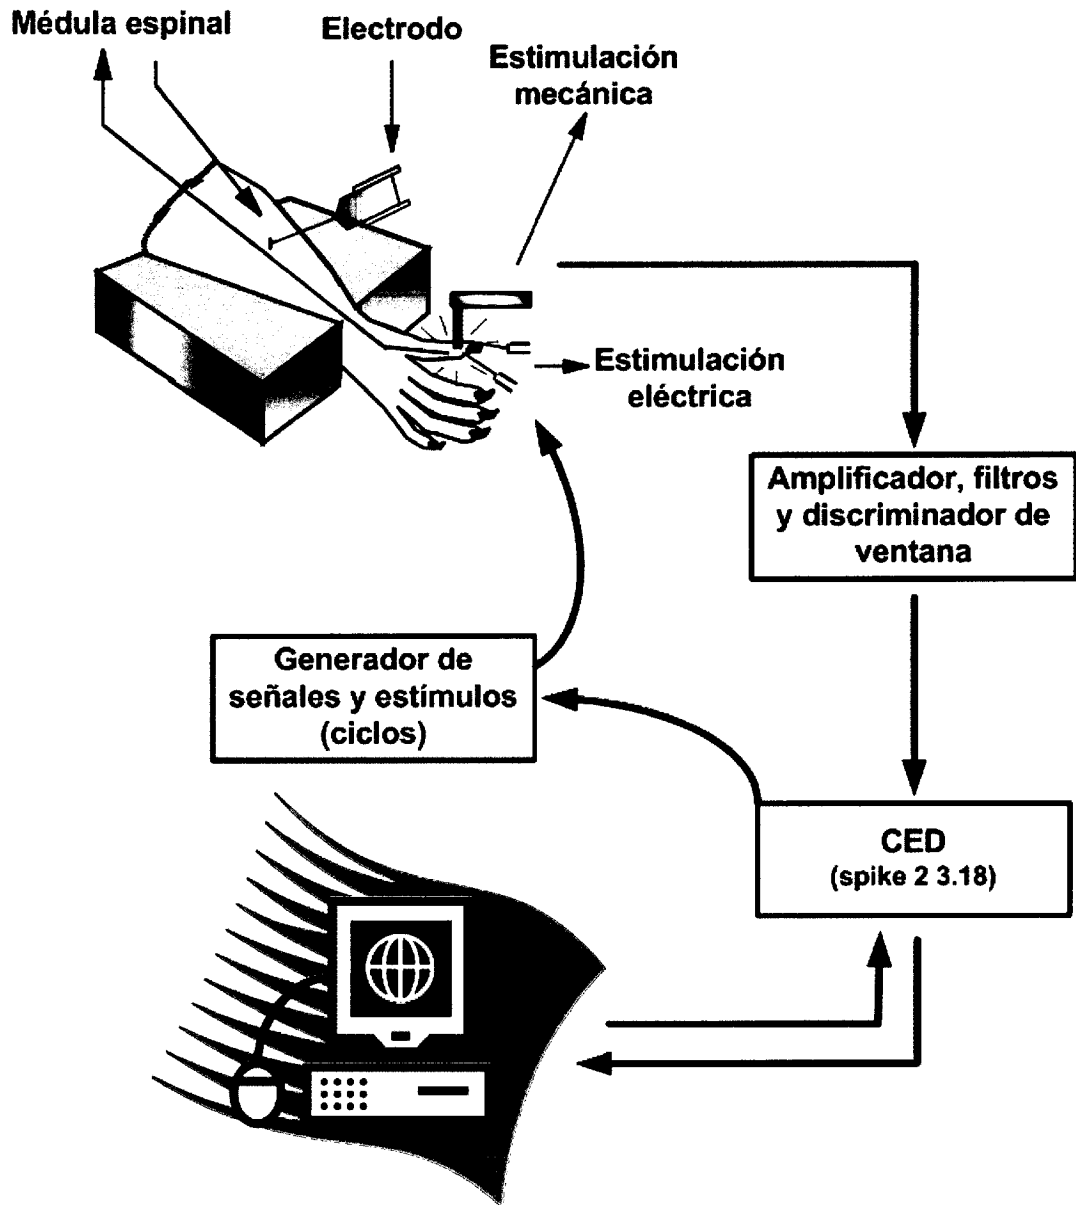 Médula espinal
Electrodo
Estimulación
mecánica
Estimulación
eléctrica
Amplificador, filtros
y discriminador de
ventana
Generador de
señales y estímulos
(ciclos)
CED
(spike 2 3.18)